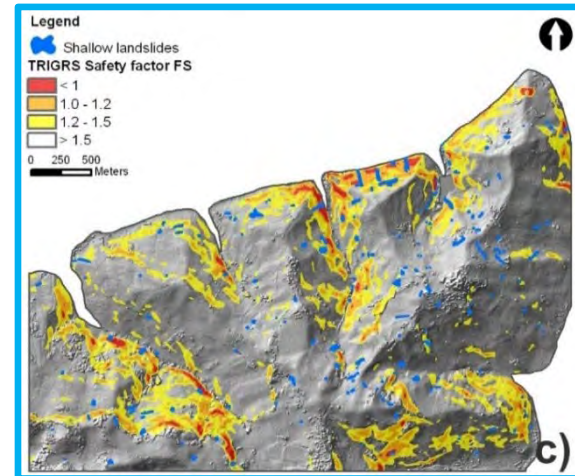 Legend
Shallow landslides
TRIGRS Safety factor FS
< 1
1.0 - 1.2
1.2 - 1.5
> 1.5
0 250 500
Meters
c)